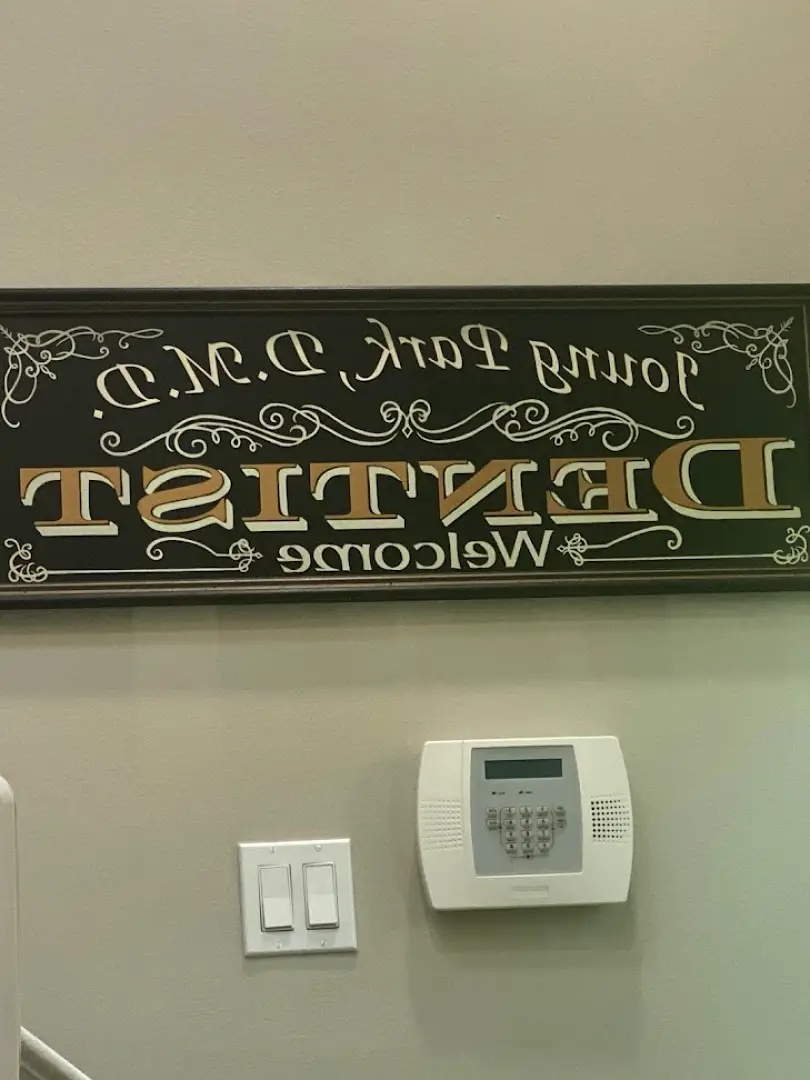 Young Park, D.M.D.
DENTIST
Welcome